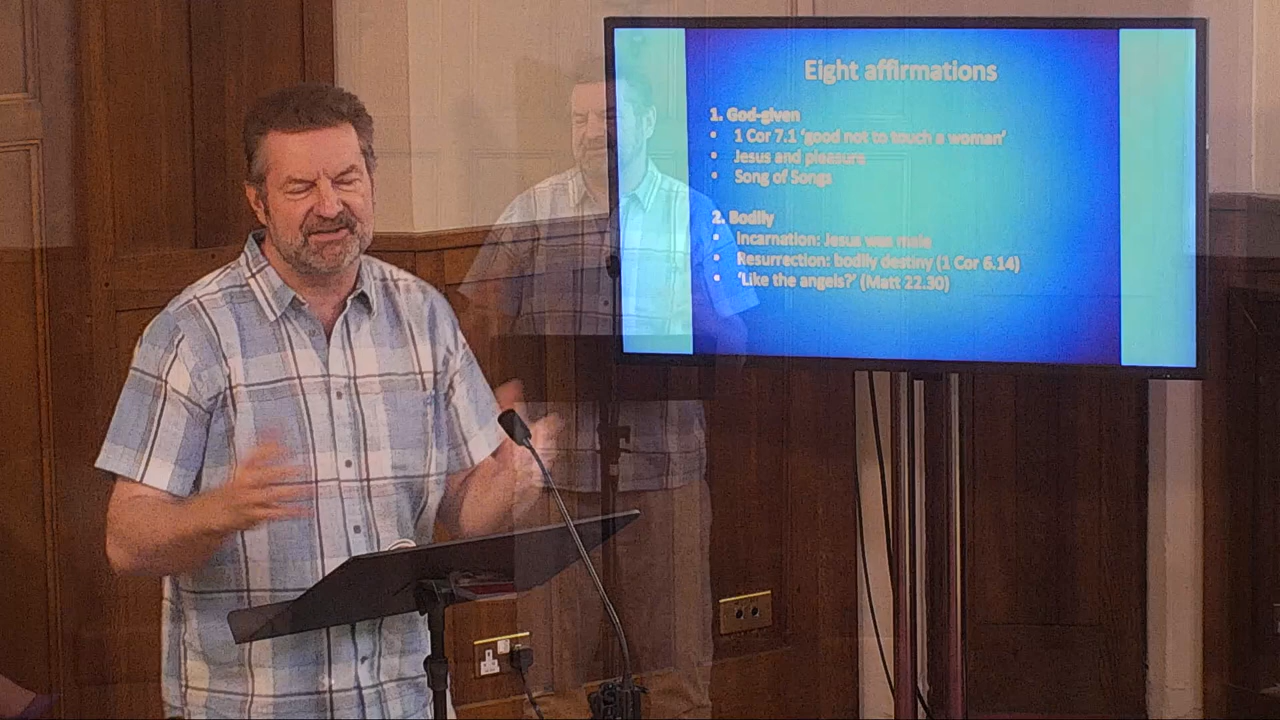 Eight affirmations
1. God-given
• 1 Cor 7.1 ‘good not to touch a woman’
• Jesus and pleasure
• Song of Songs
2. Bodily
• Incarnation: Jesus was male
• Resurrection: bodily destiny (1 Cor 6.14)
• ‘Like the angels?’ (Matt 22.30)